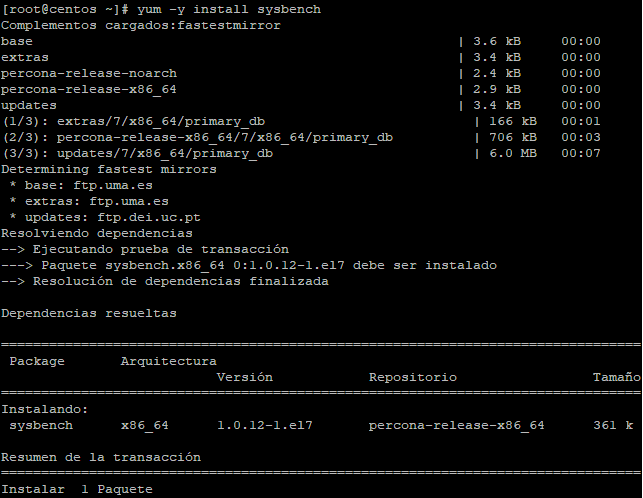 [root@centos ~]# yum -y install sysbench
Complementos cargados:fastestmirror
base | 3.6 kB 00:00
extras | 3.4 kB 00:00
percona-release-noarch | 2.4 kB 00:00
percona-release-x86_64 | 2.9 kB 00:00
updates | 3.4 kB 00:00
(1/3): extras/7/x86_64/primary_db | 166 kB 00:01
(2/3): percona-release-x86_64/7/x86_64/primary_db | 706 kB 00:03
(3/3): updates/7/x86_64/primary_db | 6.0 MB 00:07
Determining fastest mirrors
* base: ftp.uma.es
* extras: ftp.uma.es
* updates: ftp.dei.uc.pt
Resolviendo dependencias
--> Ejecutando prueba de transacción
---> Paquete sysbench.x86_64 0:1.0.12-1.el7 debe ser instalado
--> Resolución de dependencias finalizada
Dependencias resueltas
================================================================================
Package Arquitectura
Versión Repositorio Tamaño
================================================================================
Instalando:
sysbench x86_64 1.0.12-1.el7 percona-release-x86_64 361 k
Resumen de la transacción
================================================================================
Instalar 1 Paquete